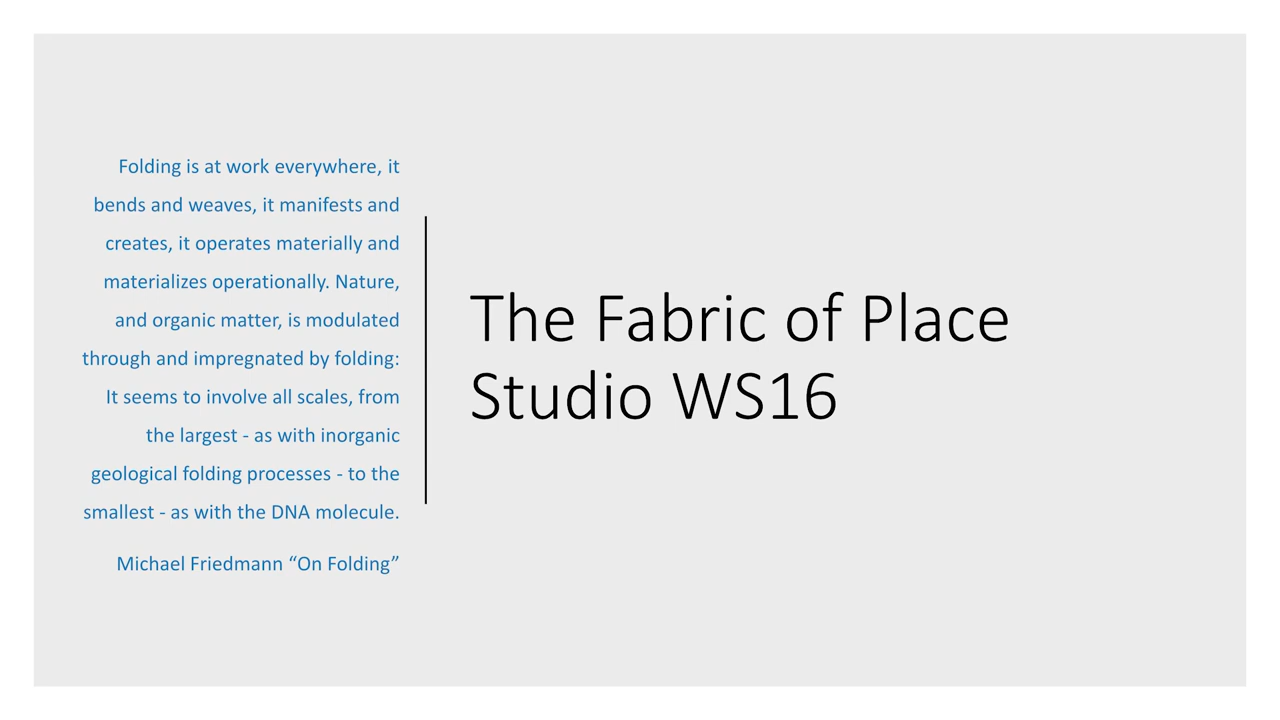 Folding is at work everywhere, it
bends and weaves, it manifests and
creates, it operates materially and
materializes operationally. Nature,
and organic matter, is modulated
through and impregnated by folding:
It seems to involve all scales, from
the largest - as with inorganic
geological folding processes - to the
smallest - as with the DNA molecule.
Michael Friedmann “On Folding”
The Fabric of Place
Studio WS16